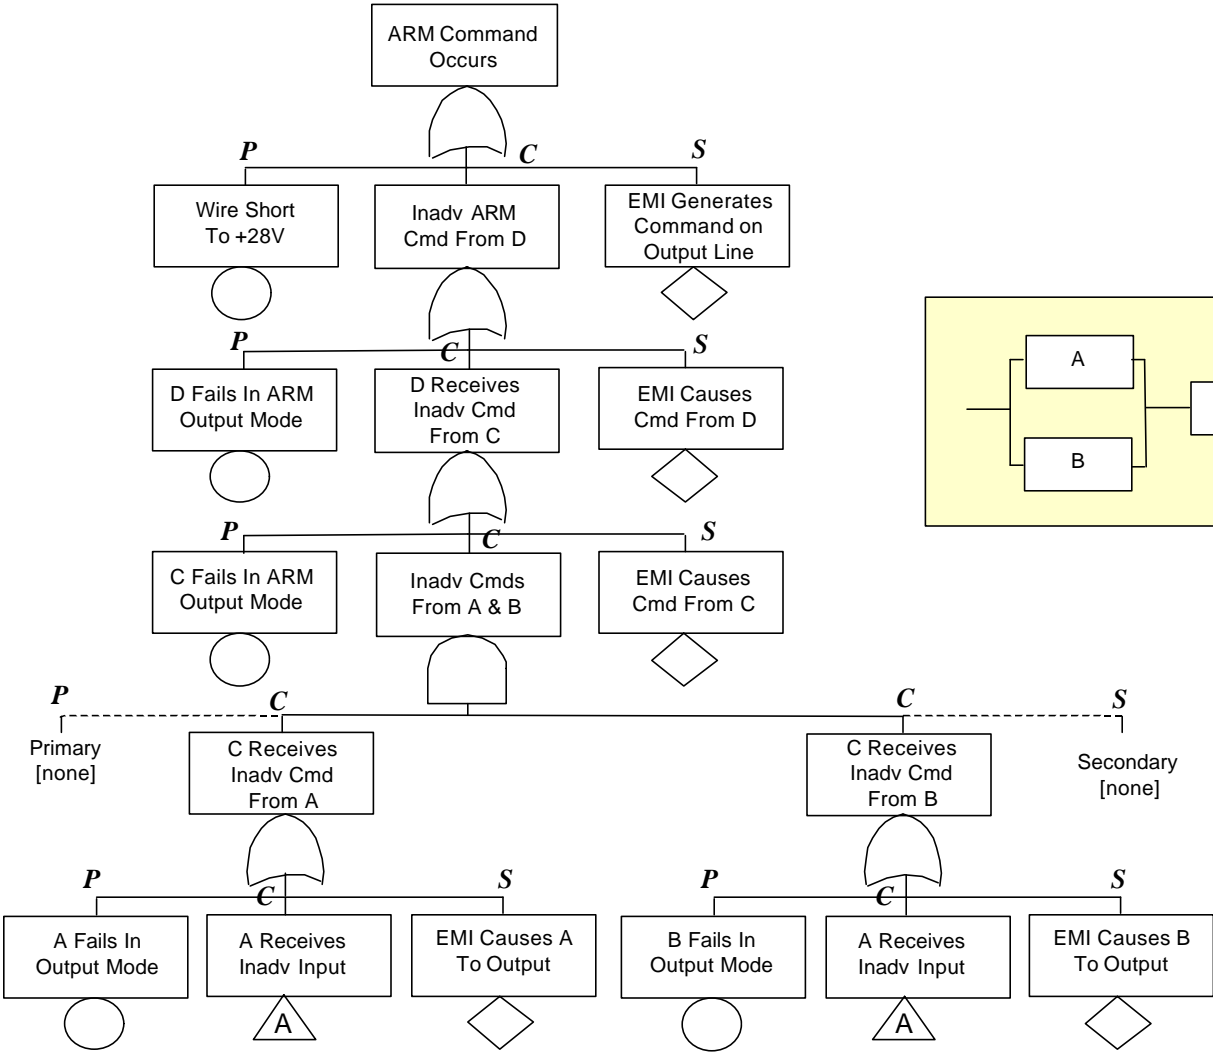 ARM Command
Occurs
P
C
S
Wire Short
To +28V
Inadv ARM
Cmd From D
EMI Generates
Command on
Output Line
P
C
S
D Fails In ARM
Output Mode
D Receives
Inadv Cmd
From C
EMI Causes
Cmd From D
A
B
P
C
S
C Fails In ARM
Output Mode
Inadv Cmds
From A & B
EMI Causes
Cmd From C
P
C
C
S
Primary
[none]
C Receives
Inadv Cmd
From A
C Receives
Inadv Cmd
From B
Secondary
[none]
P
C
S
P
C
S
A Fails In
Output Mode
A Receives
Inadv Input
EMI Causes A
To Output
B Fails In
Output Mode
A Receives
Inadv Input
EMI Causes B
To Output
A
A